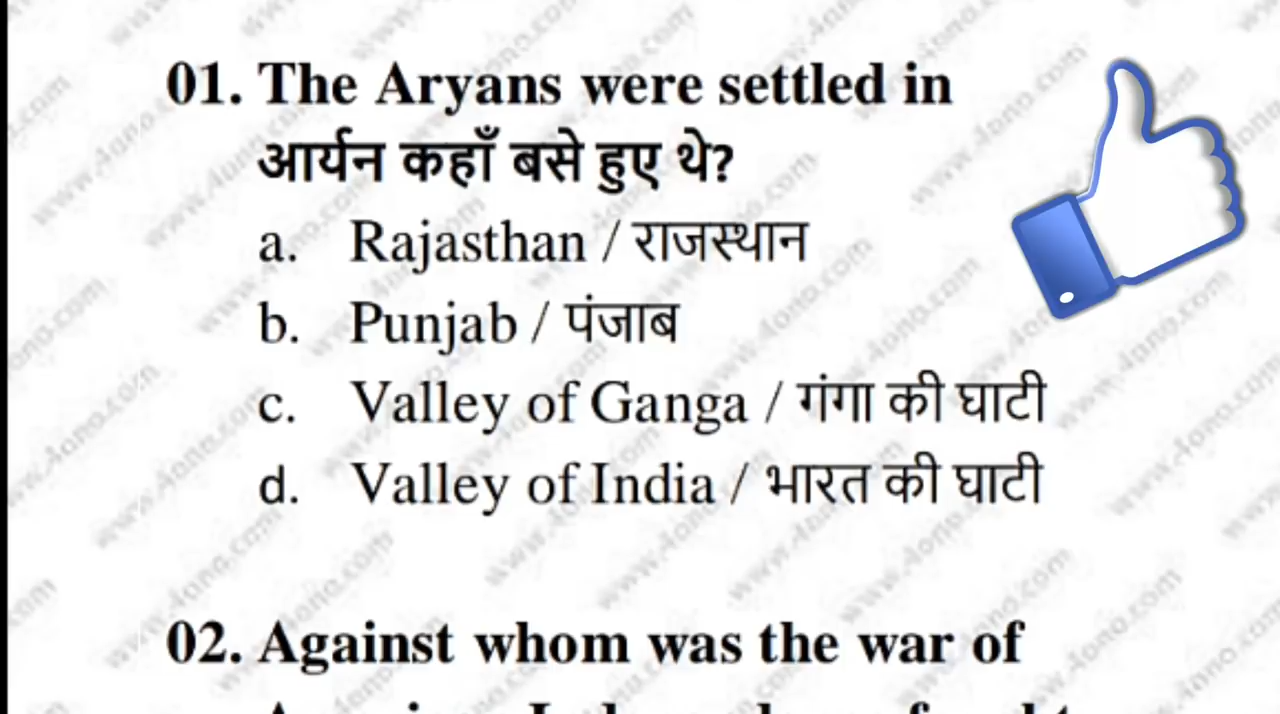 01. The Aryans were settled in
आर्यन कहाँ बसे हुए थे?
a. Rajasthan / राजस्थान
b. Punjab / पंजाब
c. Valley of Ganga / गंगा की घाटी
d. Valley of India / भारत की घाटी
02. Against whom was the war of